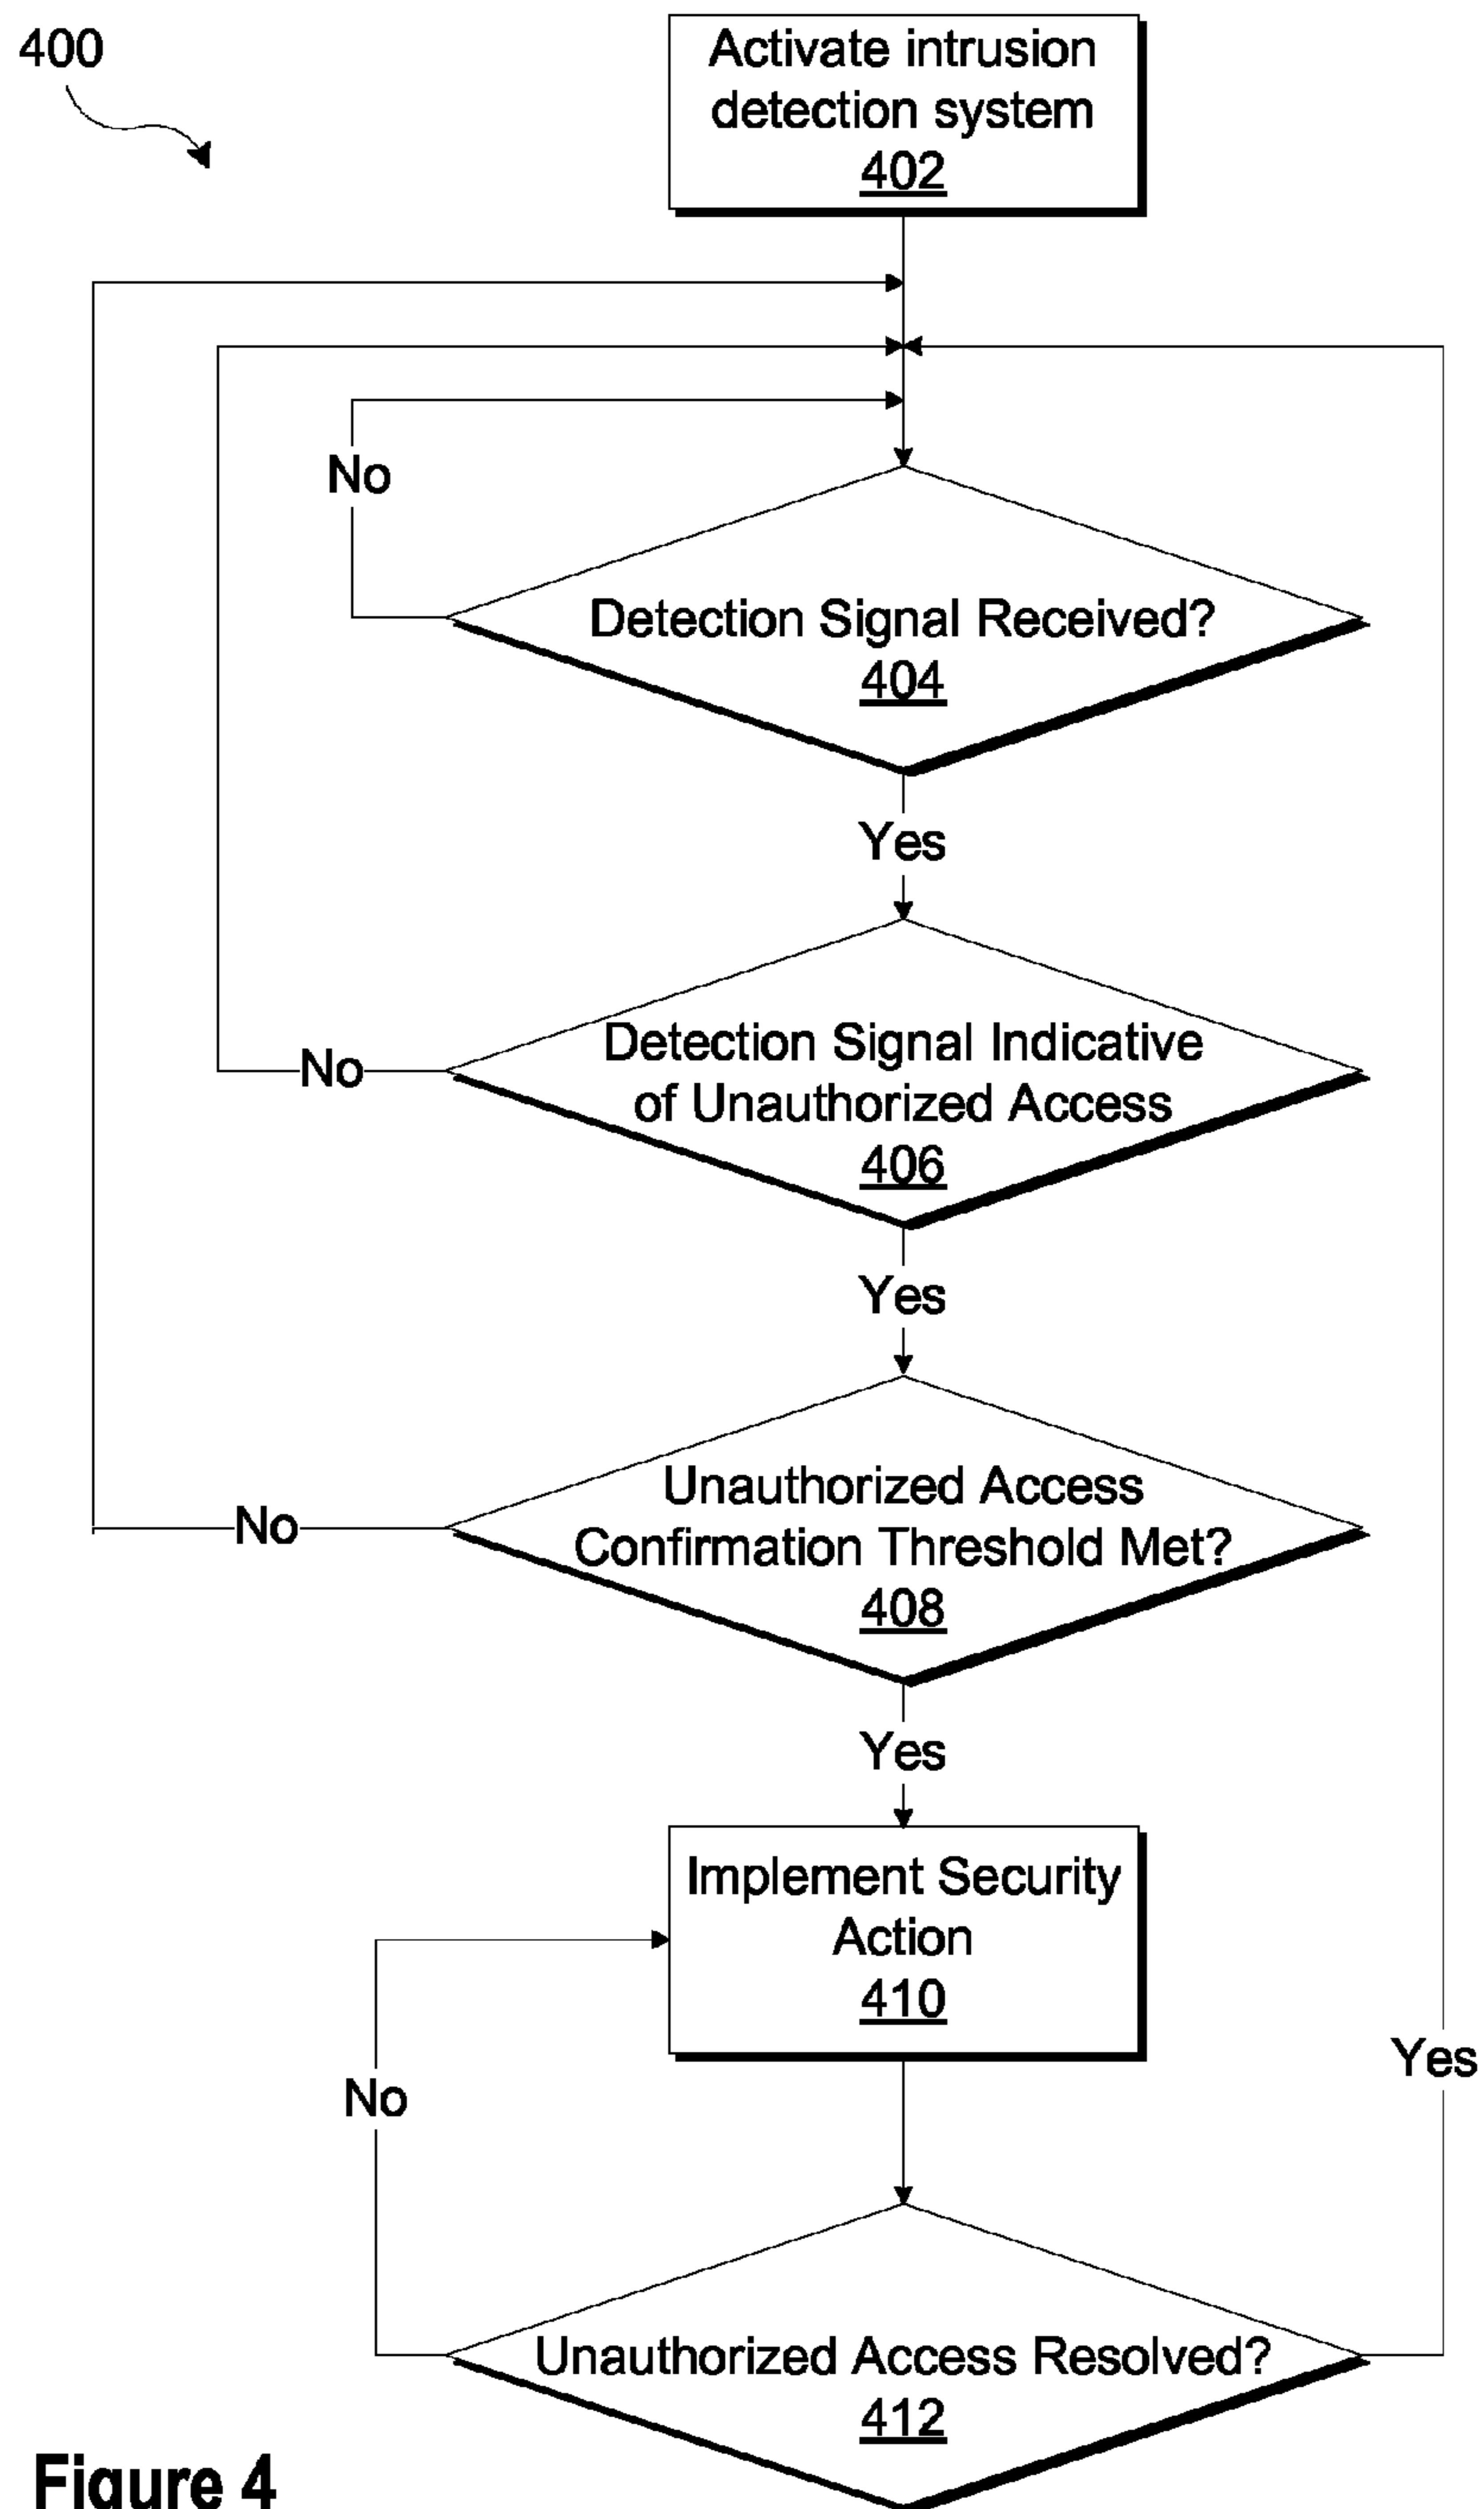 400
Activate intrusion
detection system
402
No
Detection Signal Received?
404
Yes
Detection Signal Indicative
of Unauthorized Access
406
No
Yes
Unauthorized Access
Confirmation Threshold Met?
408
No
Yes
Implement Security
Action
410
No
Yes
Unauthorized Access Resolved?
412
Figure 4